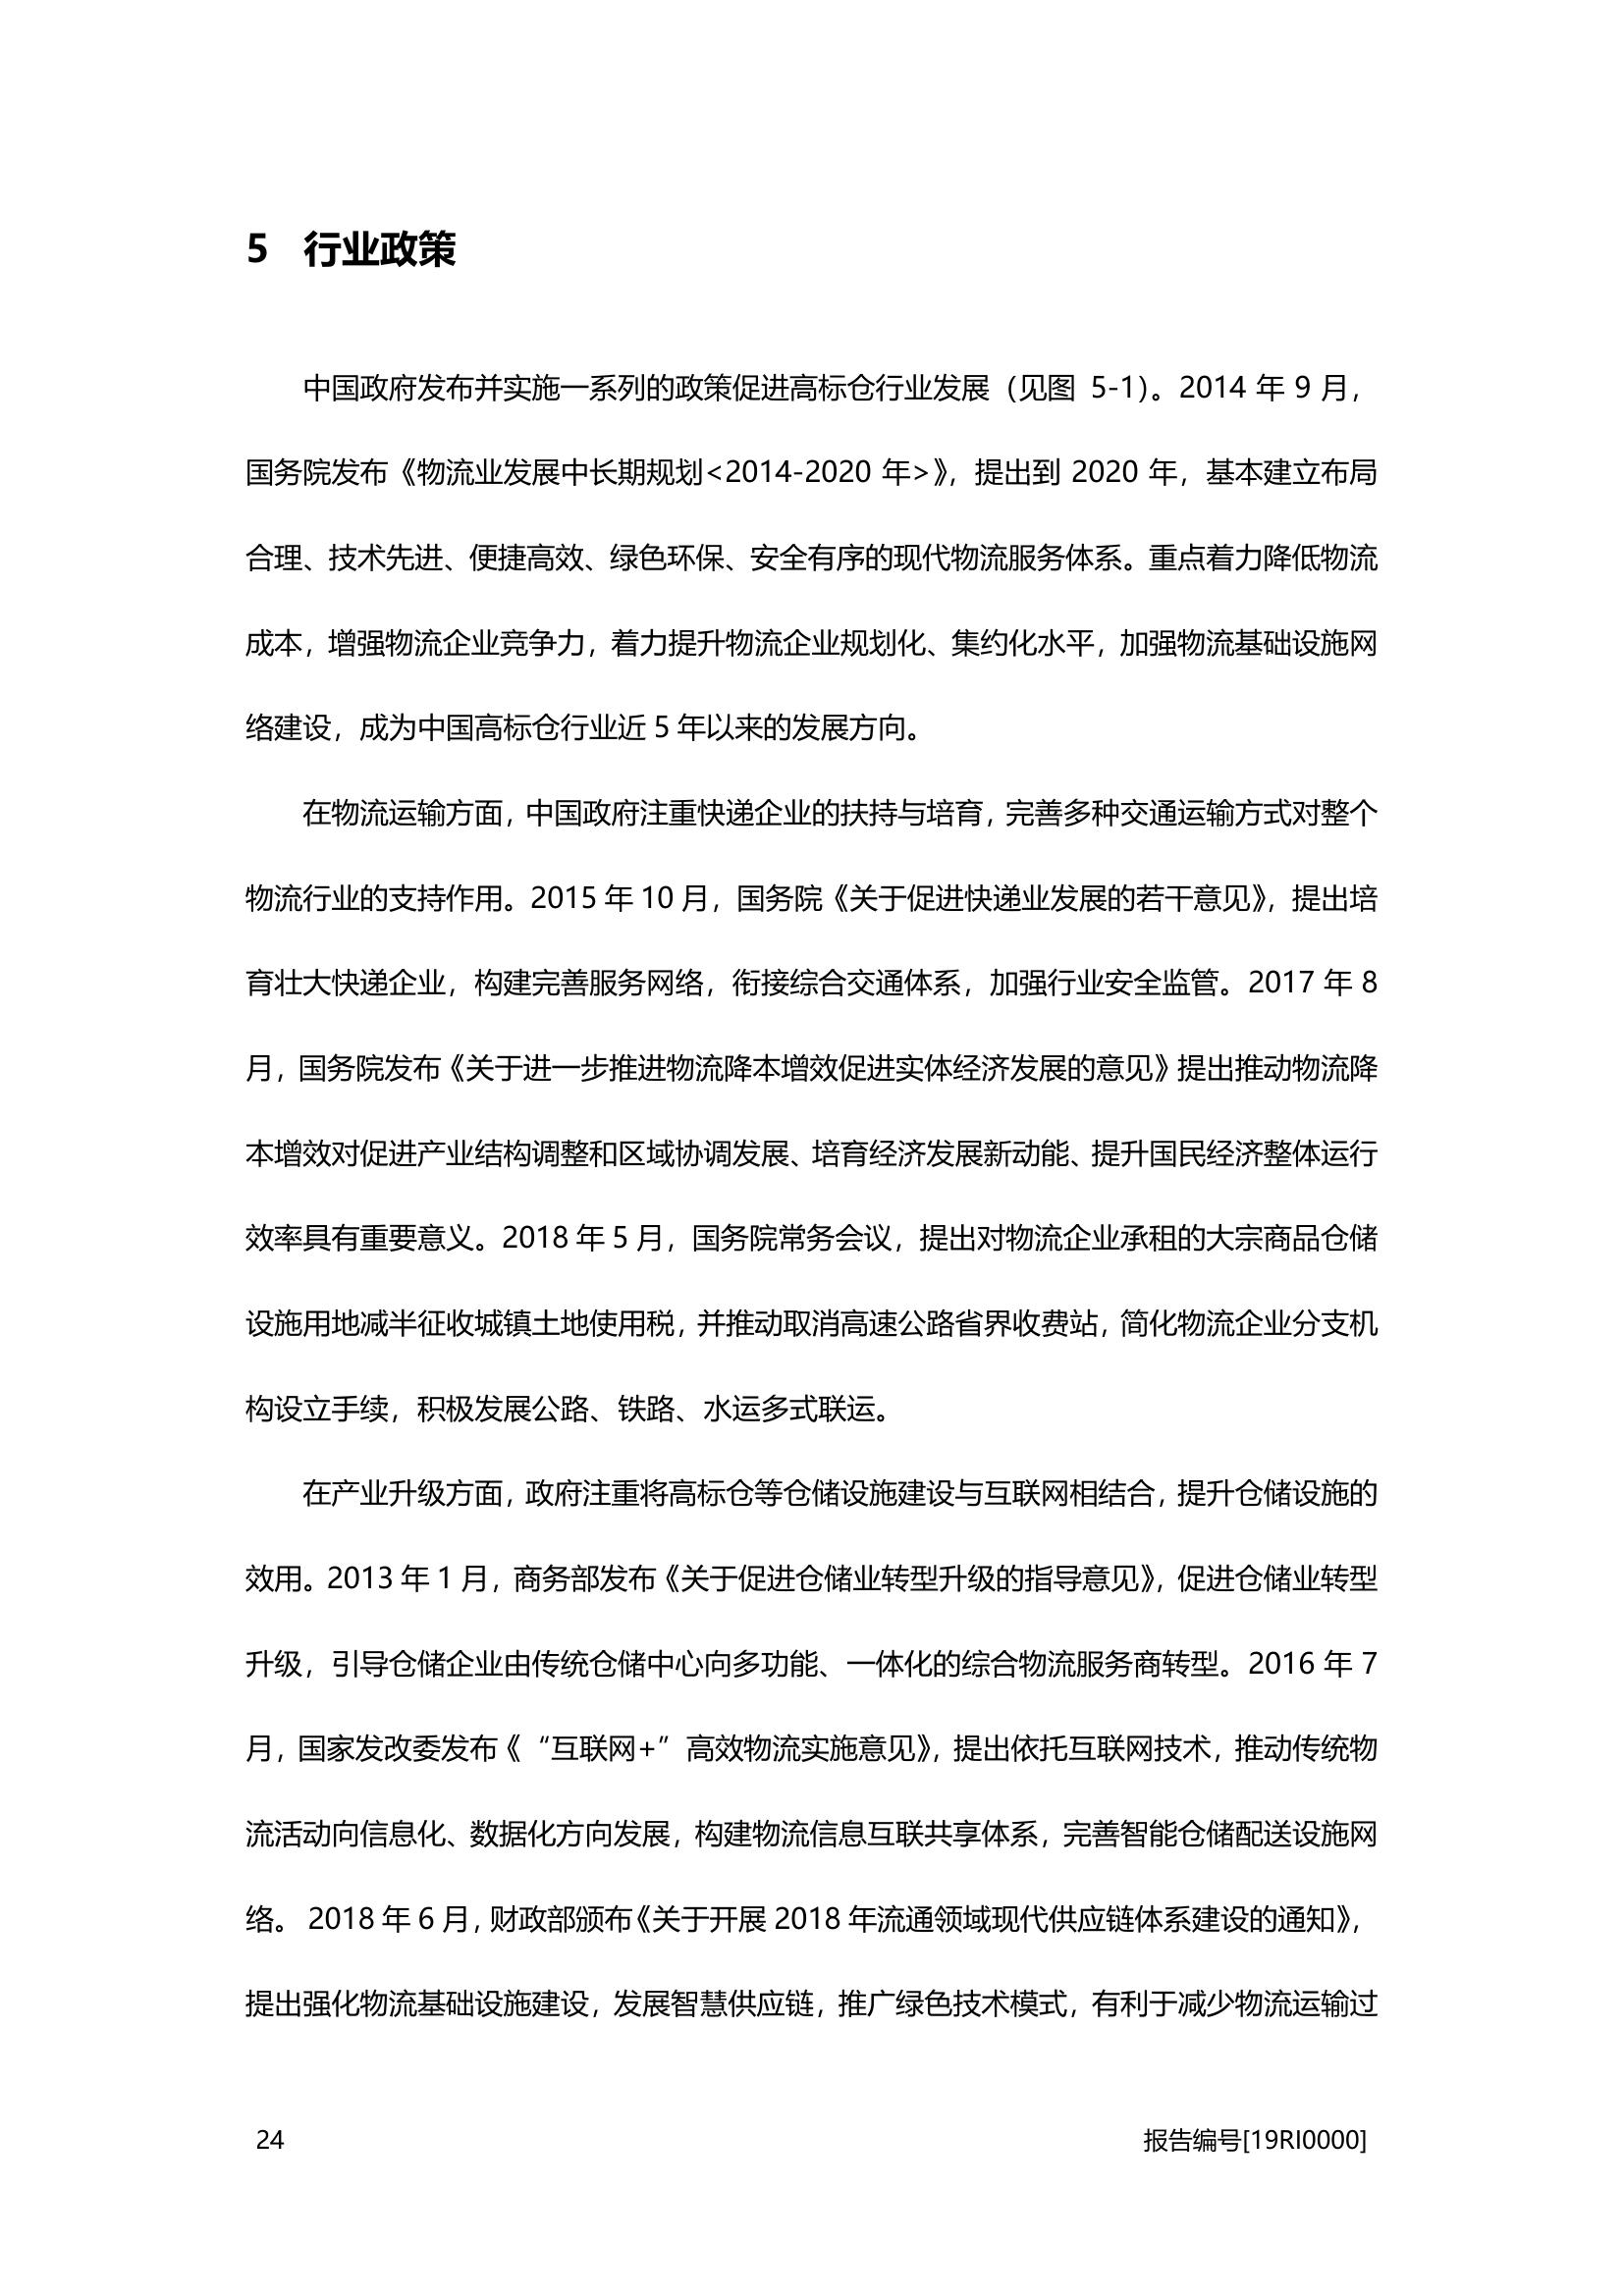 5 行业政策
中国政府发布并实施一系列的政策促进高标仓行业发展（见图 5-1）。2014 年 9 月，
国务院发布《物流业发展中长期规划<2014-2020 年>》，提出到 2020 年，基本建立布局
合理、技术先进、便捷高效、绿色环保、安全有序的现代物流服务体系。重点着力降低物流
成本，增强物流企业竞争力，着力提升物流企业规划化、集约化水平，加强物流基础设施网
络建设，成为中国高标仓行业近 5 年以来的发展方向。
在物流运输方面，中国政府注重快递企业的扶持与培育，完善多种交通运输方式对整个
物流行业的支持作用。2015 年 10 月，国务院《关于促进快递业发展的若干意见》，提出培
育壮大快递企业，构建完善服务网络，衔接综合交通体系，加强行业安全监管。2017 年 8
月，国务院发布《关于进一步推进物流降本增效促进实体经济发展的意见》提出推动物流降
本增效对促进产业结构调整和区域协调发展、培育经济发展新动能、提升国民经济整体运行
效率具有重要意义。2018 年 5 月，国务院常务会议，提出对物流企业承租的大宗商品仓储
设施用地减半征收城镇土地使用税，并推动取消高速公路省界收费站，简化物流企业分支机
构设立手续，积极发展公路、铁路、水运多式联运。
在产业升级方面，政府注重将高标仓等仓储设施建设与互联网相结合，提升仓储设施的
效用。2013 年 1 月，商务部发布《关于促进仓储业转型升级的指导意见》，促进仓储业转型
升级，引导仓储企业由传统仓储中心向多功能、一体化的综合物流服务商转型。2016 年 7
月，国家发改委发布《“互联网+”高效物流实施意见》，提出依托互联网技术，推动传统物
流活动向信息化、数据化方向发展，构建物流信息互联共享体系，完善智能仓储配送设施网
络。 2018 年 6 月，财政部颁布《关于开展 2018 年流通领域现代供应链体系建设的通知》，
提出强化物流基础设施建设，发展智慧供应链，推广绿色技术模式，有利于减少物流运输过
24 报告编号[19RI0000]